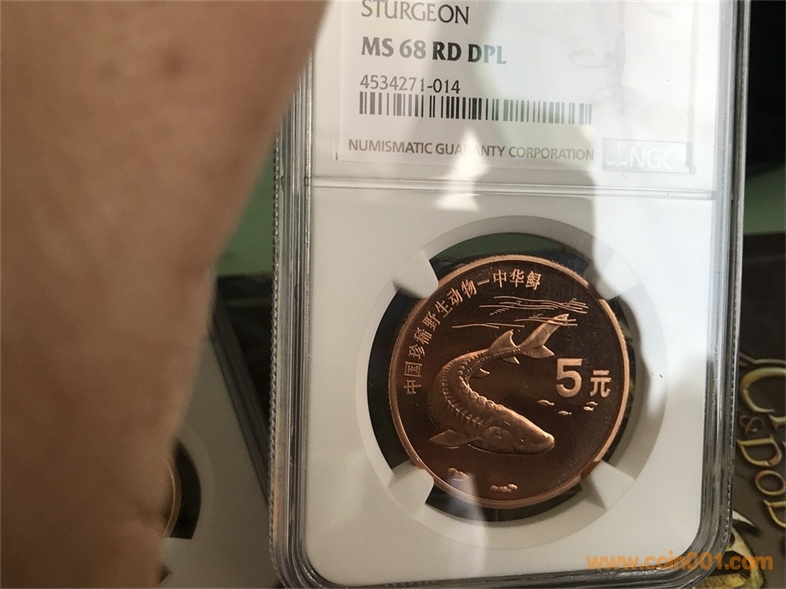 STURGEON
MS 68 RD DPL
4534271-014
NUMISMATIC GUARANTY CORPORATION
NGC
中国珍稀野生动物—中华鲟
5元
www.coin001.com